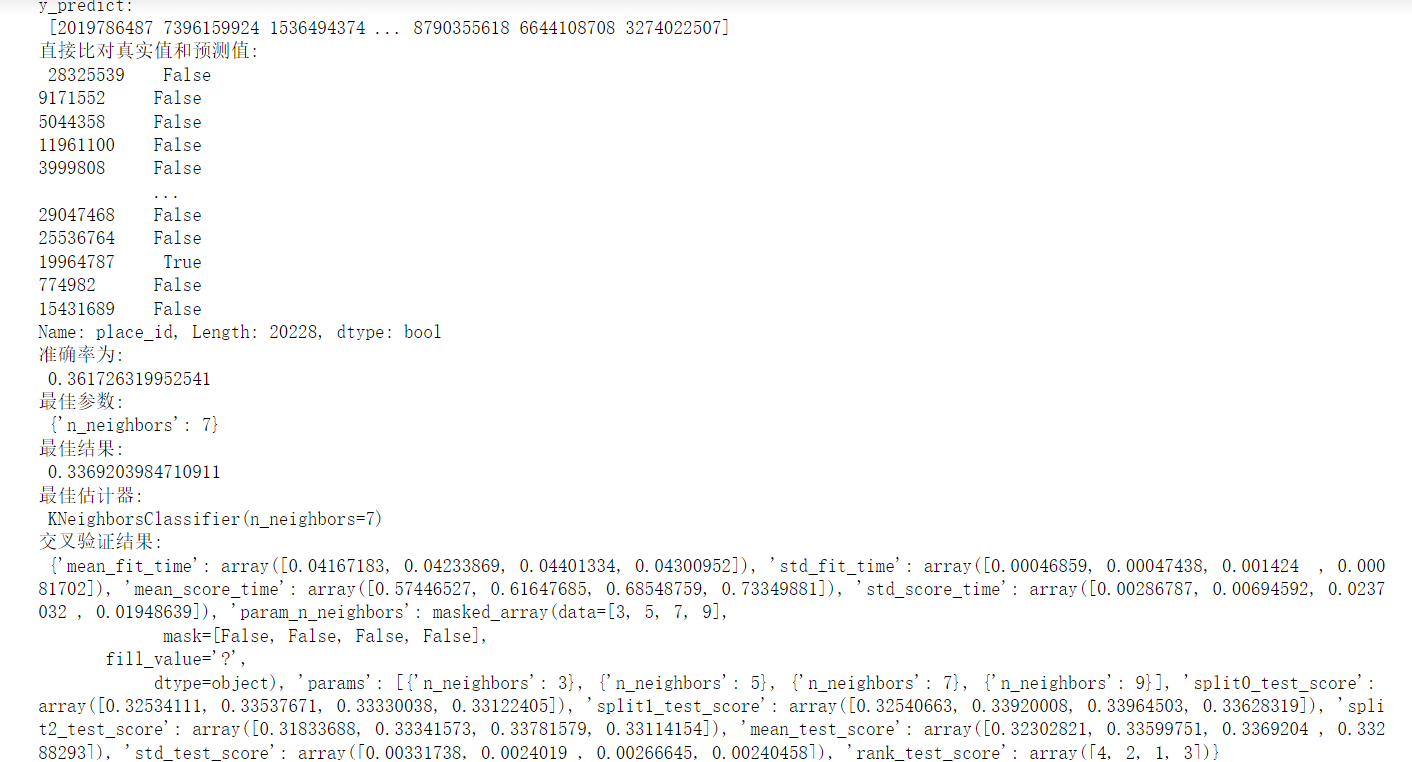 y_predict:
[2019786487 7396159924 1536494374 ... 8790355618 6644108708 3274022507]
直接比对真实值和预测值:
28325539 False
9171552 False
5044358 False
11961100 False
3999808 False
...
29047468 False
25536764 False
19964787 True
774982 False
15431689 False
Name: place_id, Length: 20228, dtype: bool
准确率为:
0.361726319952541
最佳参数:
{'n_neighbors': 7}
最佳结果:
0.3369203984710911
最佳估计器:
KNeighborsClassifier(n_neighbors=7)
交叉验证结果:
{'mean_fit_time': array([0.04167183, 0.04233869, 0.04401334, 0.04300952]), 'std_fit_time': array([0.00046859, 0.00047438, 0.001424 , 0.000
81702]), 'mean_score_time': array([0.57446527, 0.61647685, 0.68548759, 0.73349881]), 'std_score_time': array([0.00286787, 0.00694592, 0.0237
032 , 0.01948639]), 'param_n_neighbors': masked_array(data=[3, 5, 7, 9],
mask=[False, False, False, False],
fill_value='?',
dtype=object), 'params': [{'n_neighbors': 3}, {'n_neighbors': 5}, {'n_neighbors': 7}, {'n_neighbors': 9}], 'split0_test_score':
array([0.32534111, 0.33537671, 0.33330038, 0.33122405]), 'split1_test_score': array([0.32540663, 0.33920008, 0.33964503, 0.33628319]), 'spli
t2_test_score': array([0.31833688, 0.33341573, 0.33781579, 0.33114154]), 'mean_test_score': array([0.32302821, 0.33599751, 0.3369204 , 0.332
88293]), 'std_test_score': array([0.00331738, 0.0024019 , 0.00266645, 0.00240458]), 'rank_test_score': array([4, 2, 1, 3])}